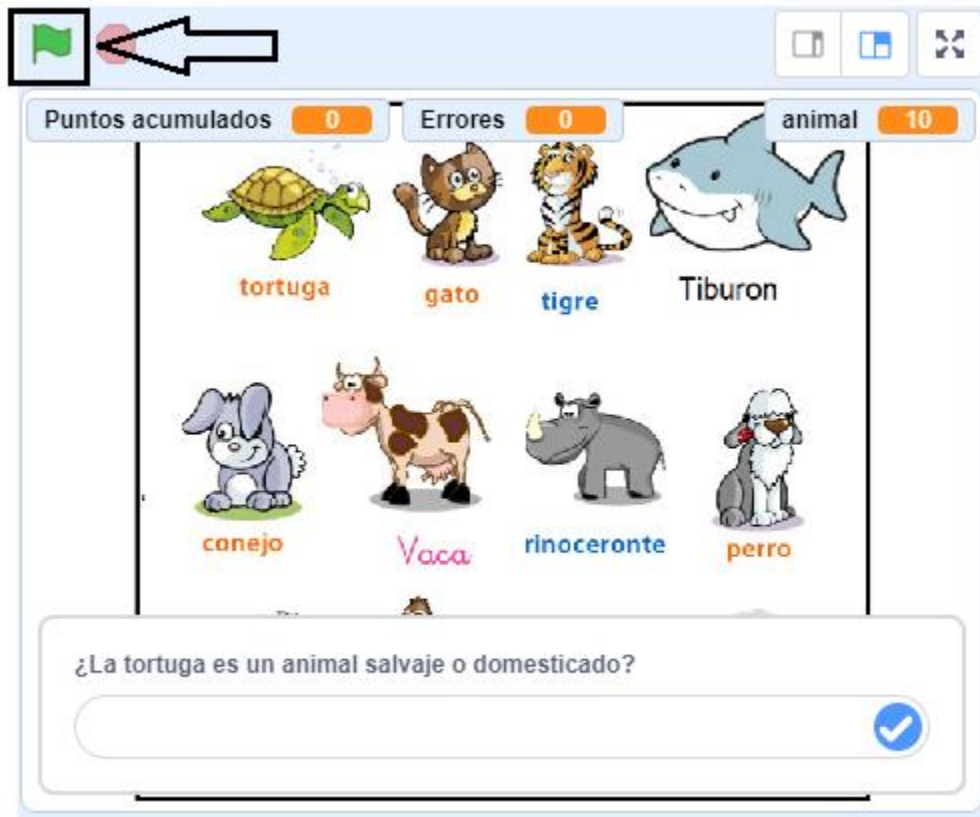 Puntos acumulados 0 Errores 0 animal 10
tortuga gato tigre Tiburon
conejo Vaca rinoceronte perro
¿La tortuga es un animal salvaje o domesticado?